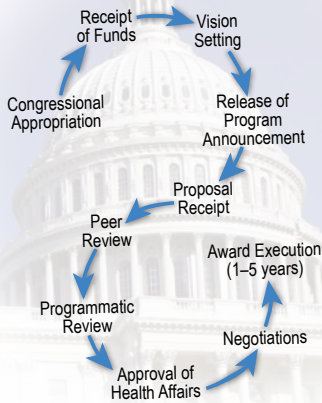 Congressional
Appropriation
Receipt
of Funds
Vision
Setting
Release of
Program
Announcement
Proposal
Receipt
Peer
Review
Programmatic
Review
Approval of
Health Affairs
Negotiations
Award Execution
(1–5 years)